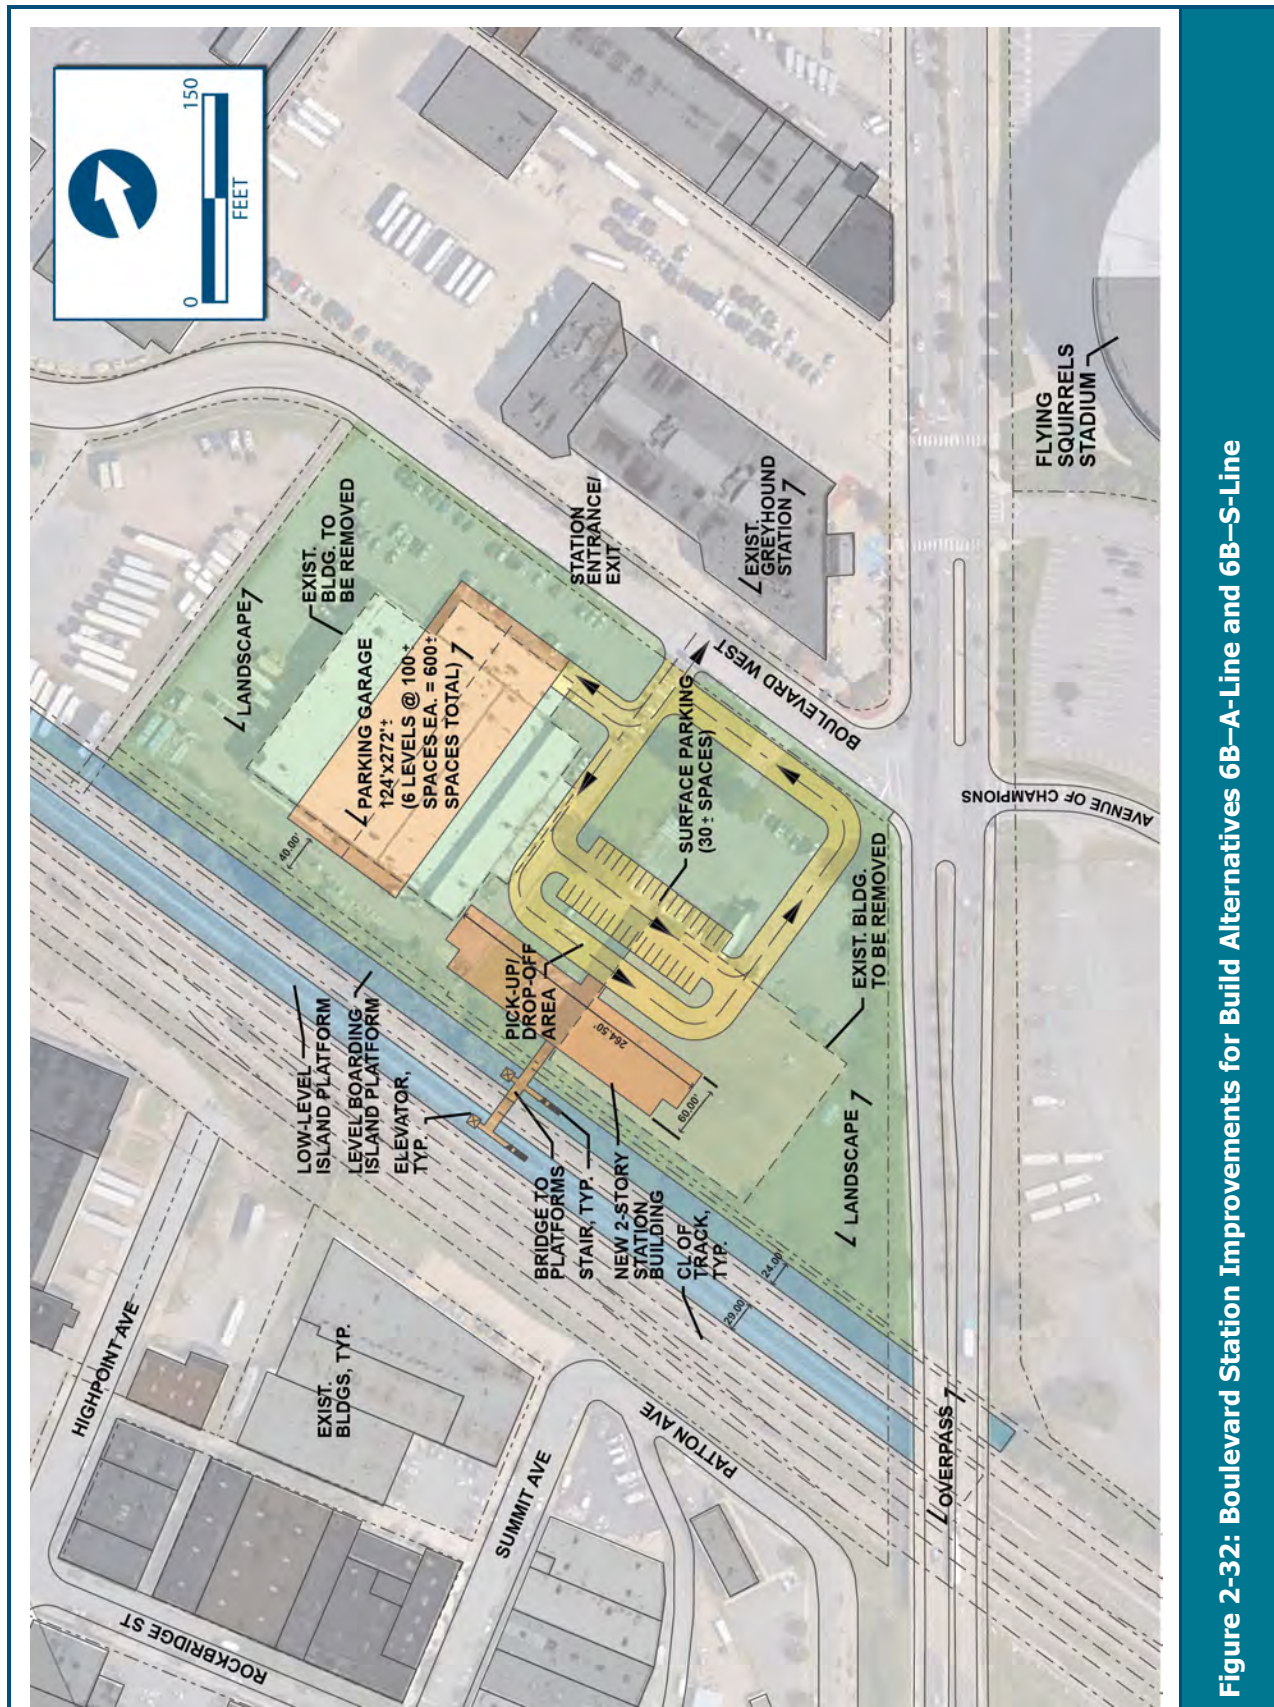 0
150
FEET
LANDSCAPE
EXIST.
BLDG. TO
BE REMOVED
PARKING GARAGE
124'x272'±
(6 LEVELS @ 100±
SPACES EA. = 600±
SPACES TOTAL)
40.00'
STATION
ENTRANCE/
EXIT
EXIST.
GREYHOUND
STATION
FLYING
SQUIRRELS
STADIUM
BOULEVARD WEST
SURFACE PARKING
(30± SPACES)
AVENUE OF CHAMPIONS
EXIST. BLDG.
TO BE REMOVED
PICK-UP/
DROP-OFF
AREA
264.50'
60.00'
LOW-LEVEL
ISLAND PLATFORM
LEVEL BOARDING
ISLAND PLATFORM
ELEVATOR,
TYP.
BRIDGE TO
PLATFORMS
STAIR, TYP.
NEW 2-STORY
STATION
BUILDING
CL OF
TRACK,
TYP.
29.00'
24.00'
LANDSCAPE
OVERPASS
HIGHPOINT AVE
EXIST.
BLDGS, TYP.
SUMMIT AVE
PATTON AVE
ROCKBRIDGE ST
Figure 2-32: Boulevard Station Improvements for Build Alternatives 6B–A-Line and 6B–S-Line